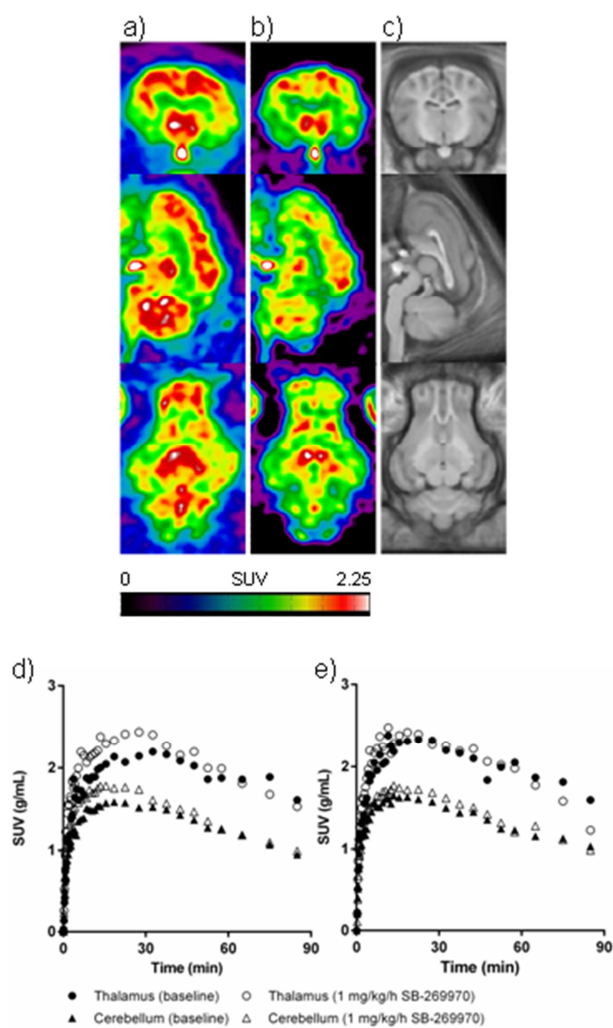 a) b) c)
0 SUV 2.25
d) e)
3 3
2 2
1 1
0 0
SUV (g/mL) SUV (g/mL)
0 30 60 90 0 30 60 90
Time (min) Time (min)
● Thalamus (baseline) ○ Thalamus (1 mg/kg/h SB-269970)
▲ Cerebellum (baseline) △ Cerebellum (1 mg/kg/h SB-269970)